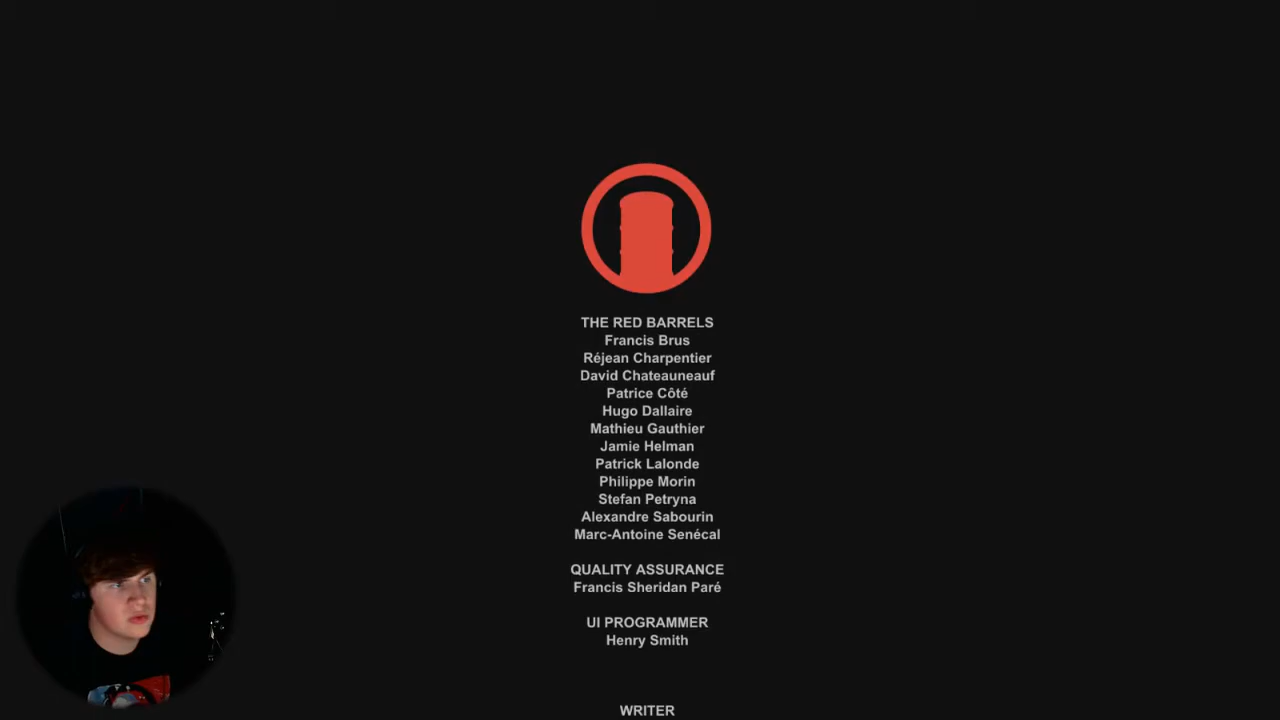 THE RED BARRELS
Francis Brus
Réjean Charpentier
David Chateauneuf
Patrice Côté
Hugo Dallaire
Mathieu Gauthier
Jamie Helman
Patrick Lalonde
Philippe Morin
Stefan Petryna
Alexandre Sabourin
Marc-Antoine Senécal
QUALITY ASSURANCE
Francis Sheridan Paré
UI PROGRAMMER
Henry Smith
WRITER